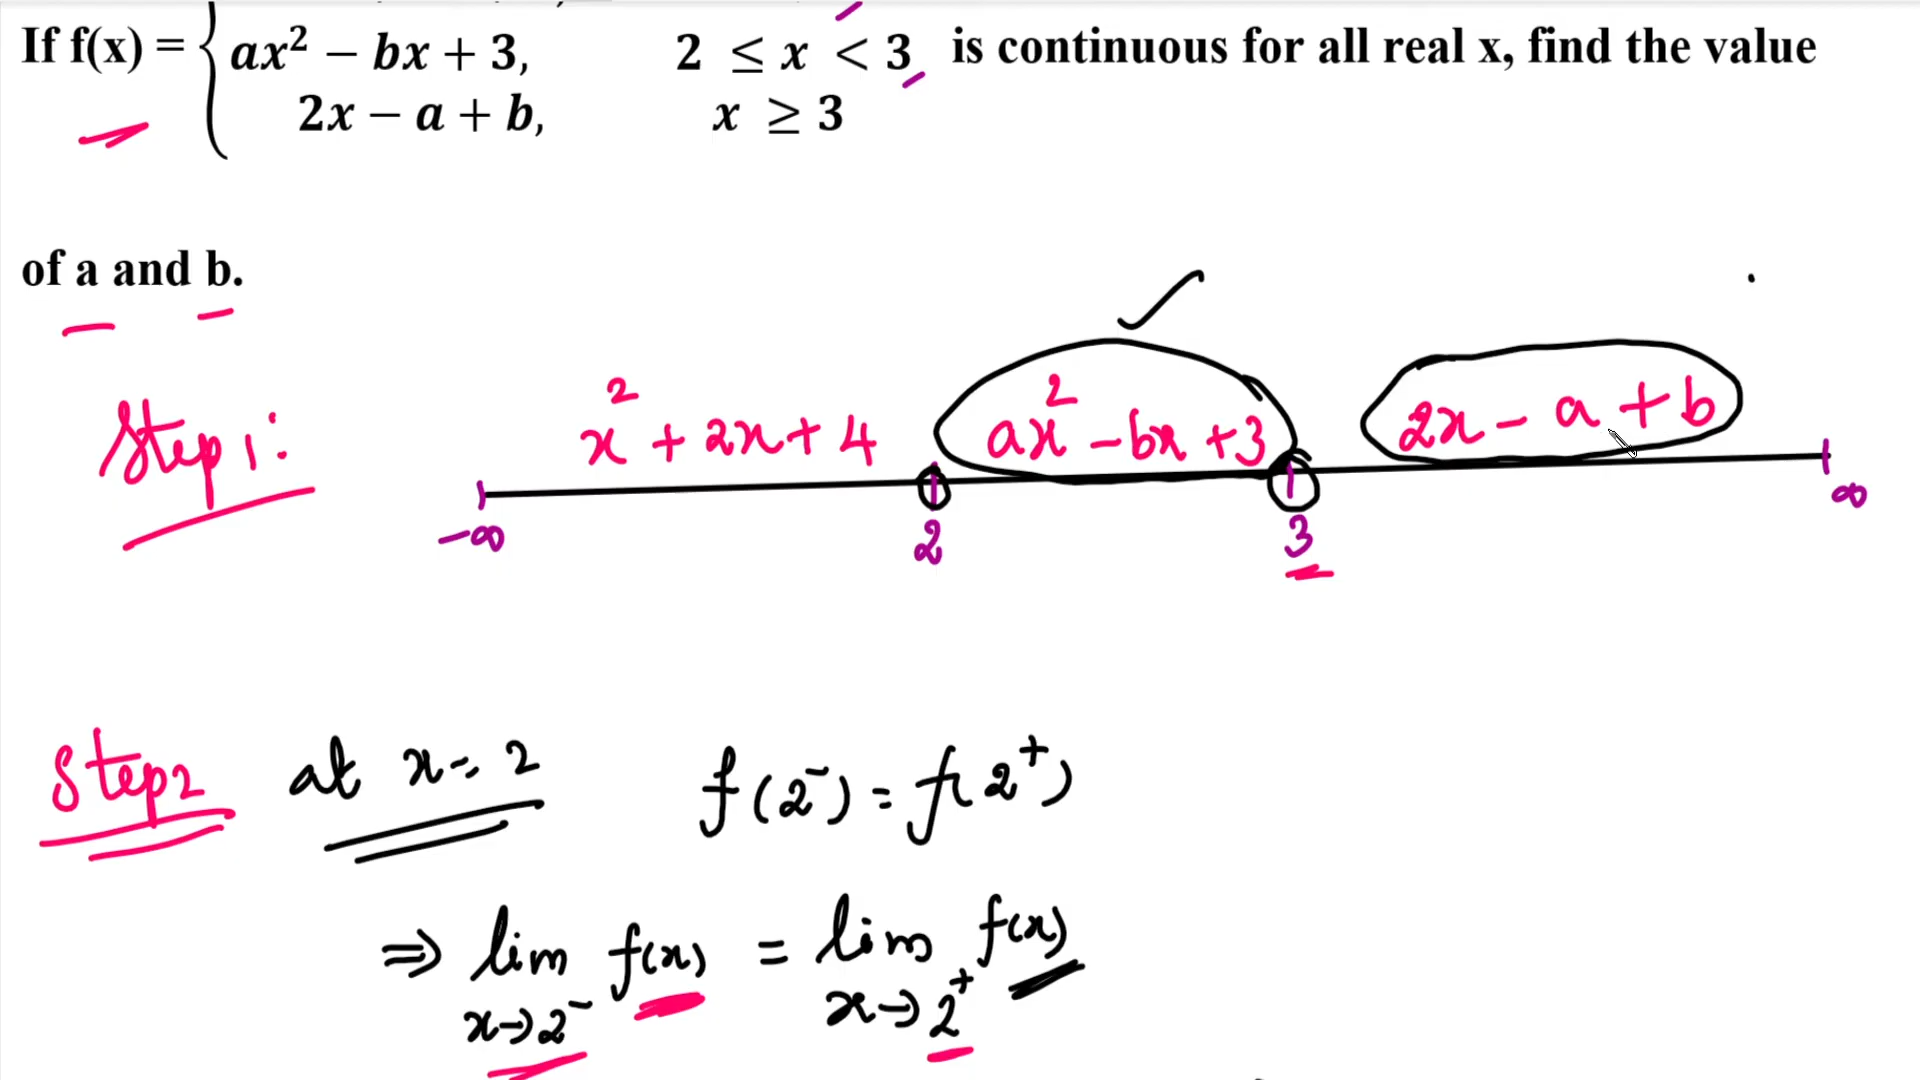 If f(x) = { ax² − bx + 3, 2 ≤ x < 3 is continuous for all real x, find the value
2x − a + b, x ≥ 3
of a and b.
Step 1: x² + 2x + 4 ax² − bx + 3 2x − a + b
−∞ 2 3 ∞
Step 2 at x = 2 f(2⁻) = f(2⁺)
⇒ lim f(x) = lim f(x)
x→2⁻ x→2⁺